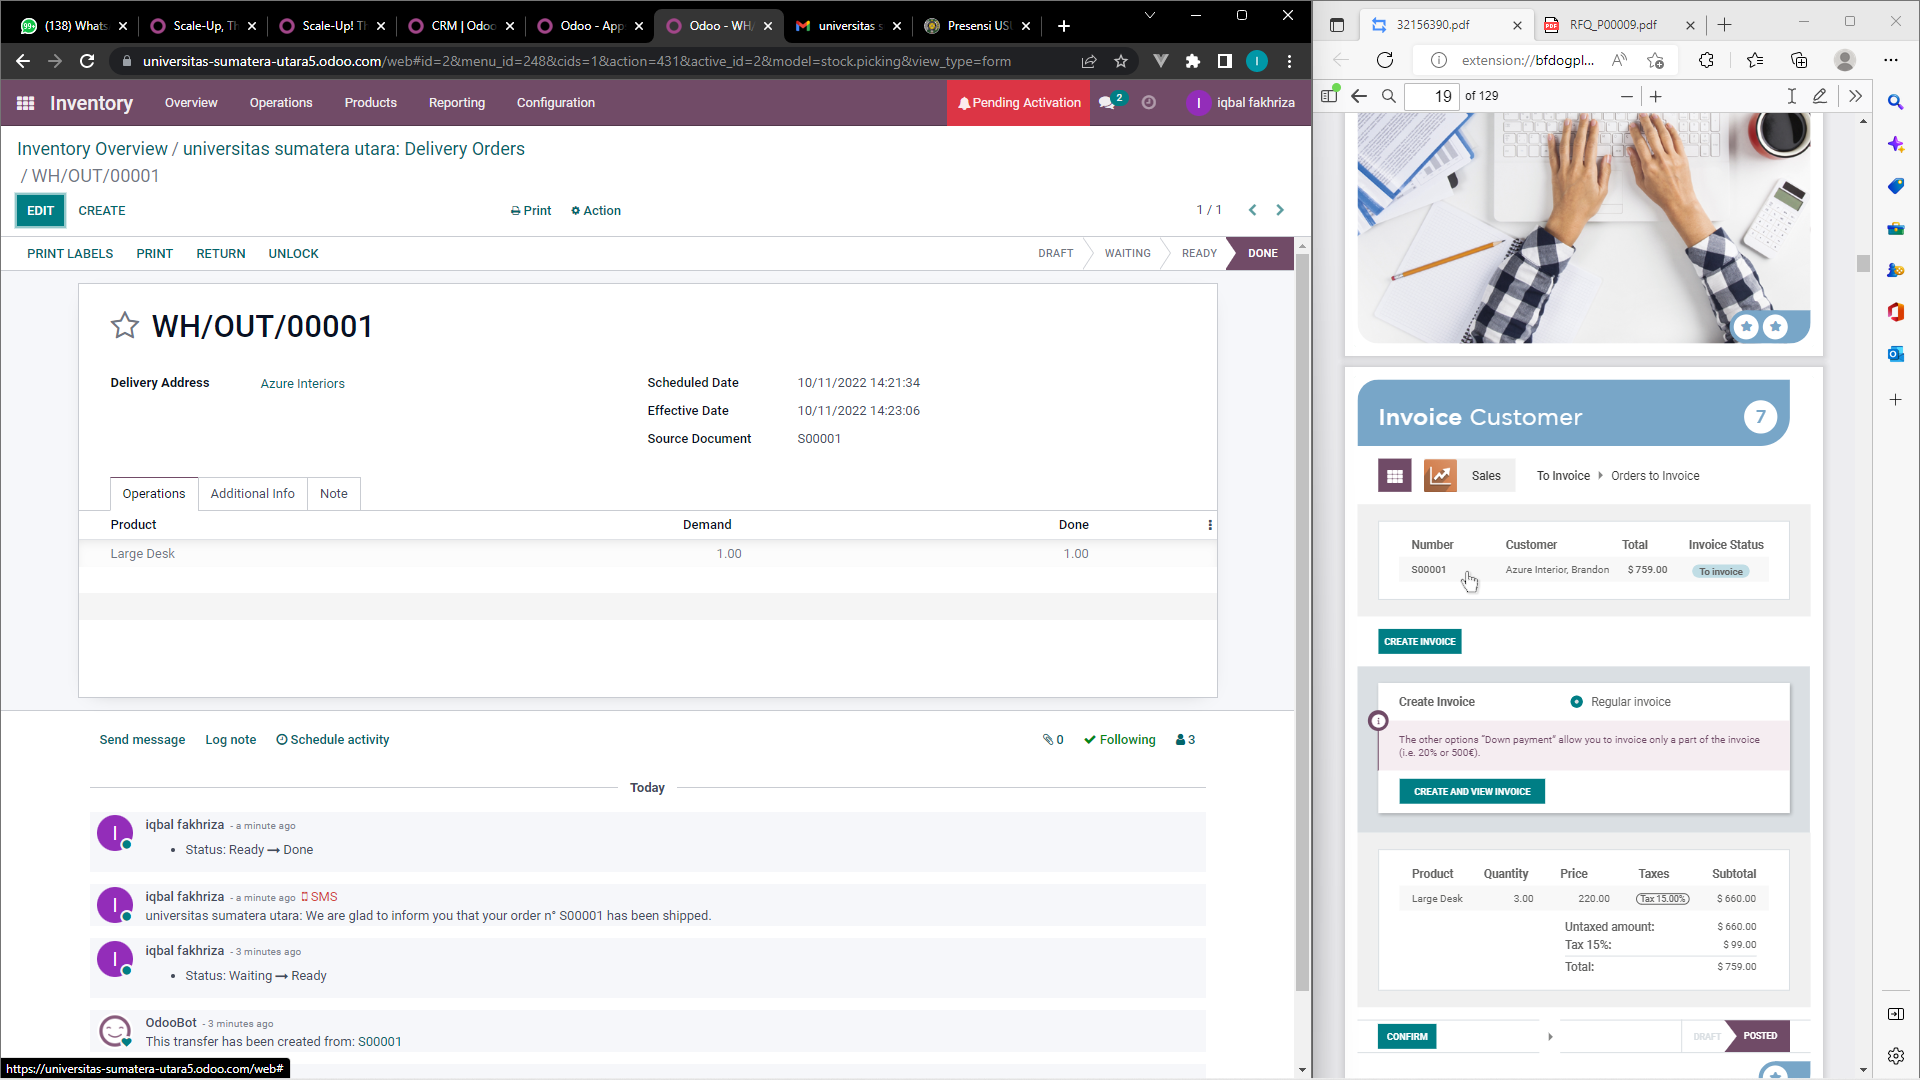 (138) Whats
Scale-Up, Th
Scale-Up! Th
CRM | Odoo
Odoo - App
Odoo - WH/
universitas s
Presensi USU
universitas-sumatera-utara5.odoo.com/web#id=2&menu_id=248&cids=1&action=431&active_id=2&model=stock.picking&view_type=form
I
Inventory
Overview
Operations
Products
Reporting
Configuration
Pending Activation
2
I
iqbal fakhriza
Inventory Overview / universitas sumatera utara: Delivery Orders
/ WH/OUT/00001
EDIT
CREATE
Print
Action
1 / 1
PRINT LABELS
PRINT
RETURN
UNLOCK
DRAFT
WAITING
READY
DONE
WH/OUT/00001
Delivery Address
Azure Interiors
Scheduled Date
10/11/2022 14:21:34
Effective Date
10/11/2022 14:23:06
Source Document
S00001
Operations
Additional Info
Note
Product
Demand
Done
Large Desk
1.00
1.00
Send message
Log note
Schedule activity
0
Following
3
Today
I
iqbal fakhriza - a minute ago
• Status: Ready → Done
I
iqbal fakhriza - a minute ago SMS
universitas sumatera utara: We are glad to inform you that your order n° S00001 has been shipped.
I
iqbal fakhriza - 3 minutes ago
• Status: Waiting → Ready
OdooBot - 3 minutes ago
This transfer has been created from: S00001
https://universitas-sumatera-utara5.odoo.com/web#
32156390.pdf
RFQ_P00009.pdf
extension://bfdogpl...
19
of 129
Invoice Customer
7
Sales
To Invoice
Orders to Invoice
Number
Customer
Total
Invoice Status
S00001
Azure Interior, Brandon
$ 759.00
To invoice
CREATE INVOICE
Create Invoice
Regular invoice
The other options "Down payment" allow you to invoice only a part of the invoice
(i.e. 20% or 500€).
CREATE AND VIEW INVOICE
Product
Quantity
Price
Taxes
Subtotal
Large Desk
3.00
220.00
Tax 15.00%
$ 660.00
Untaxed amount:
$ 660.00
Tax 15%:
$ 99.00
Total:
$ 759.00
CONFIRM
DRAFT
POSTED